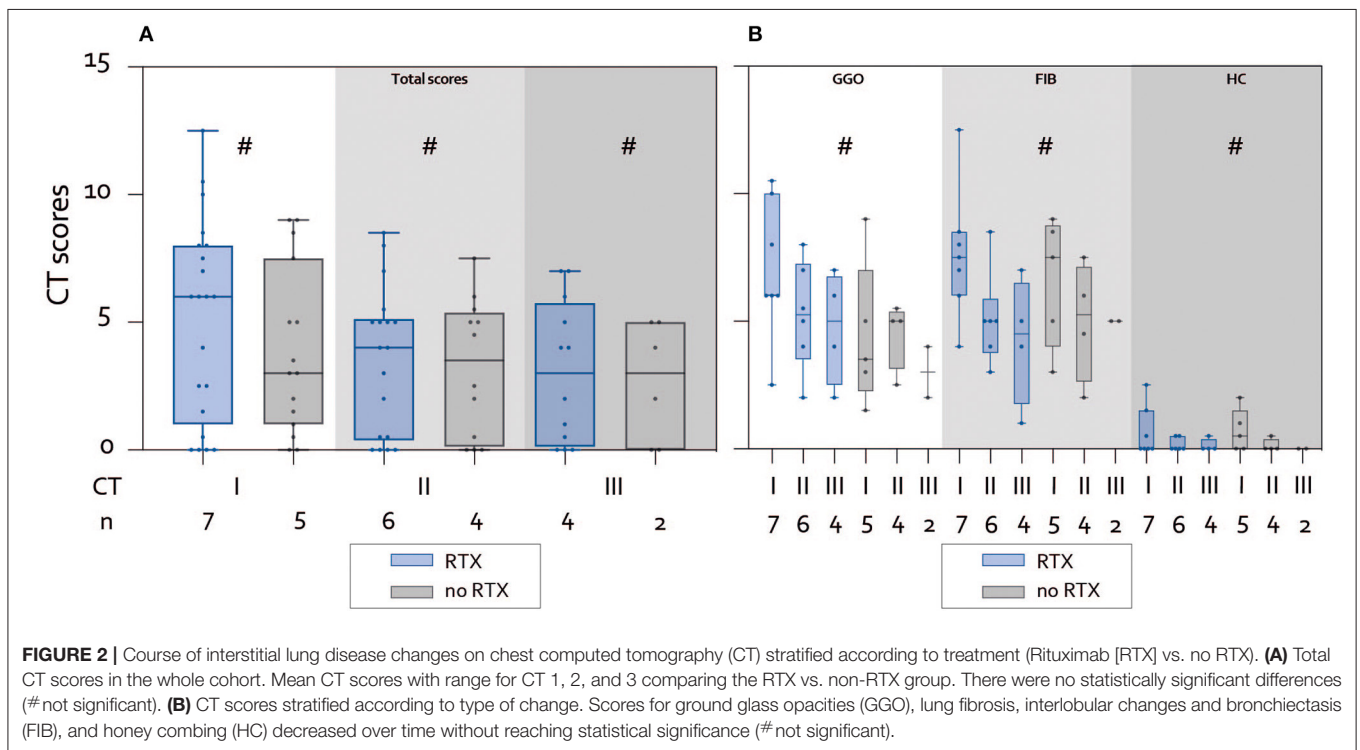 A
B
15
10
5
0
CT scores
Total scores
# # #
GGO FIB HC
# # #
CT I II III
n 7 5 6 4 4 2
I II III I II III I II III I II III I II III I II III
7 6 4 5 4 2 7 6 4 5 4 2 7 6 4 5 4 2
RTX
no RTX
RTX
no RTX
FIGURE 2 | Course of interstitial lung disease changes on chest computed tomography (CT) stratified according to treatment (Rituximab [RTX] vs. no RTX). (A) Total
CT scores in the whole cohort. Mean CT scores with range for CT 1, 2, and 3 comparing the RTX vs. non-RTX group. There were no statistically significant differences
(#not significant). (B) CT scores stratified according to type of change. Scores for ground glass opacities (GGO), lung fibrosis, interlobular changes and bronchiectasis
(FIB), and honey combing (HC) decreased over time without reaching statistical significance (#not significant).